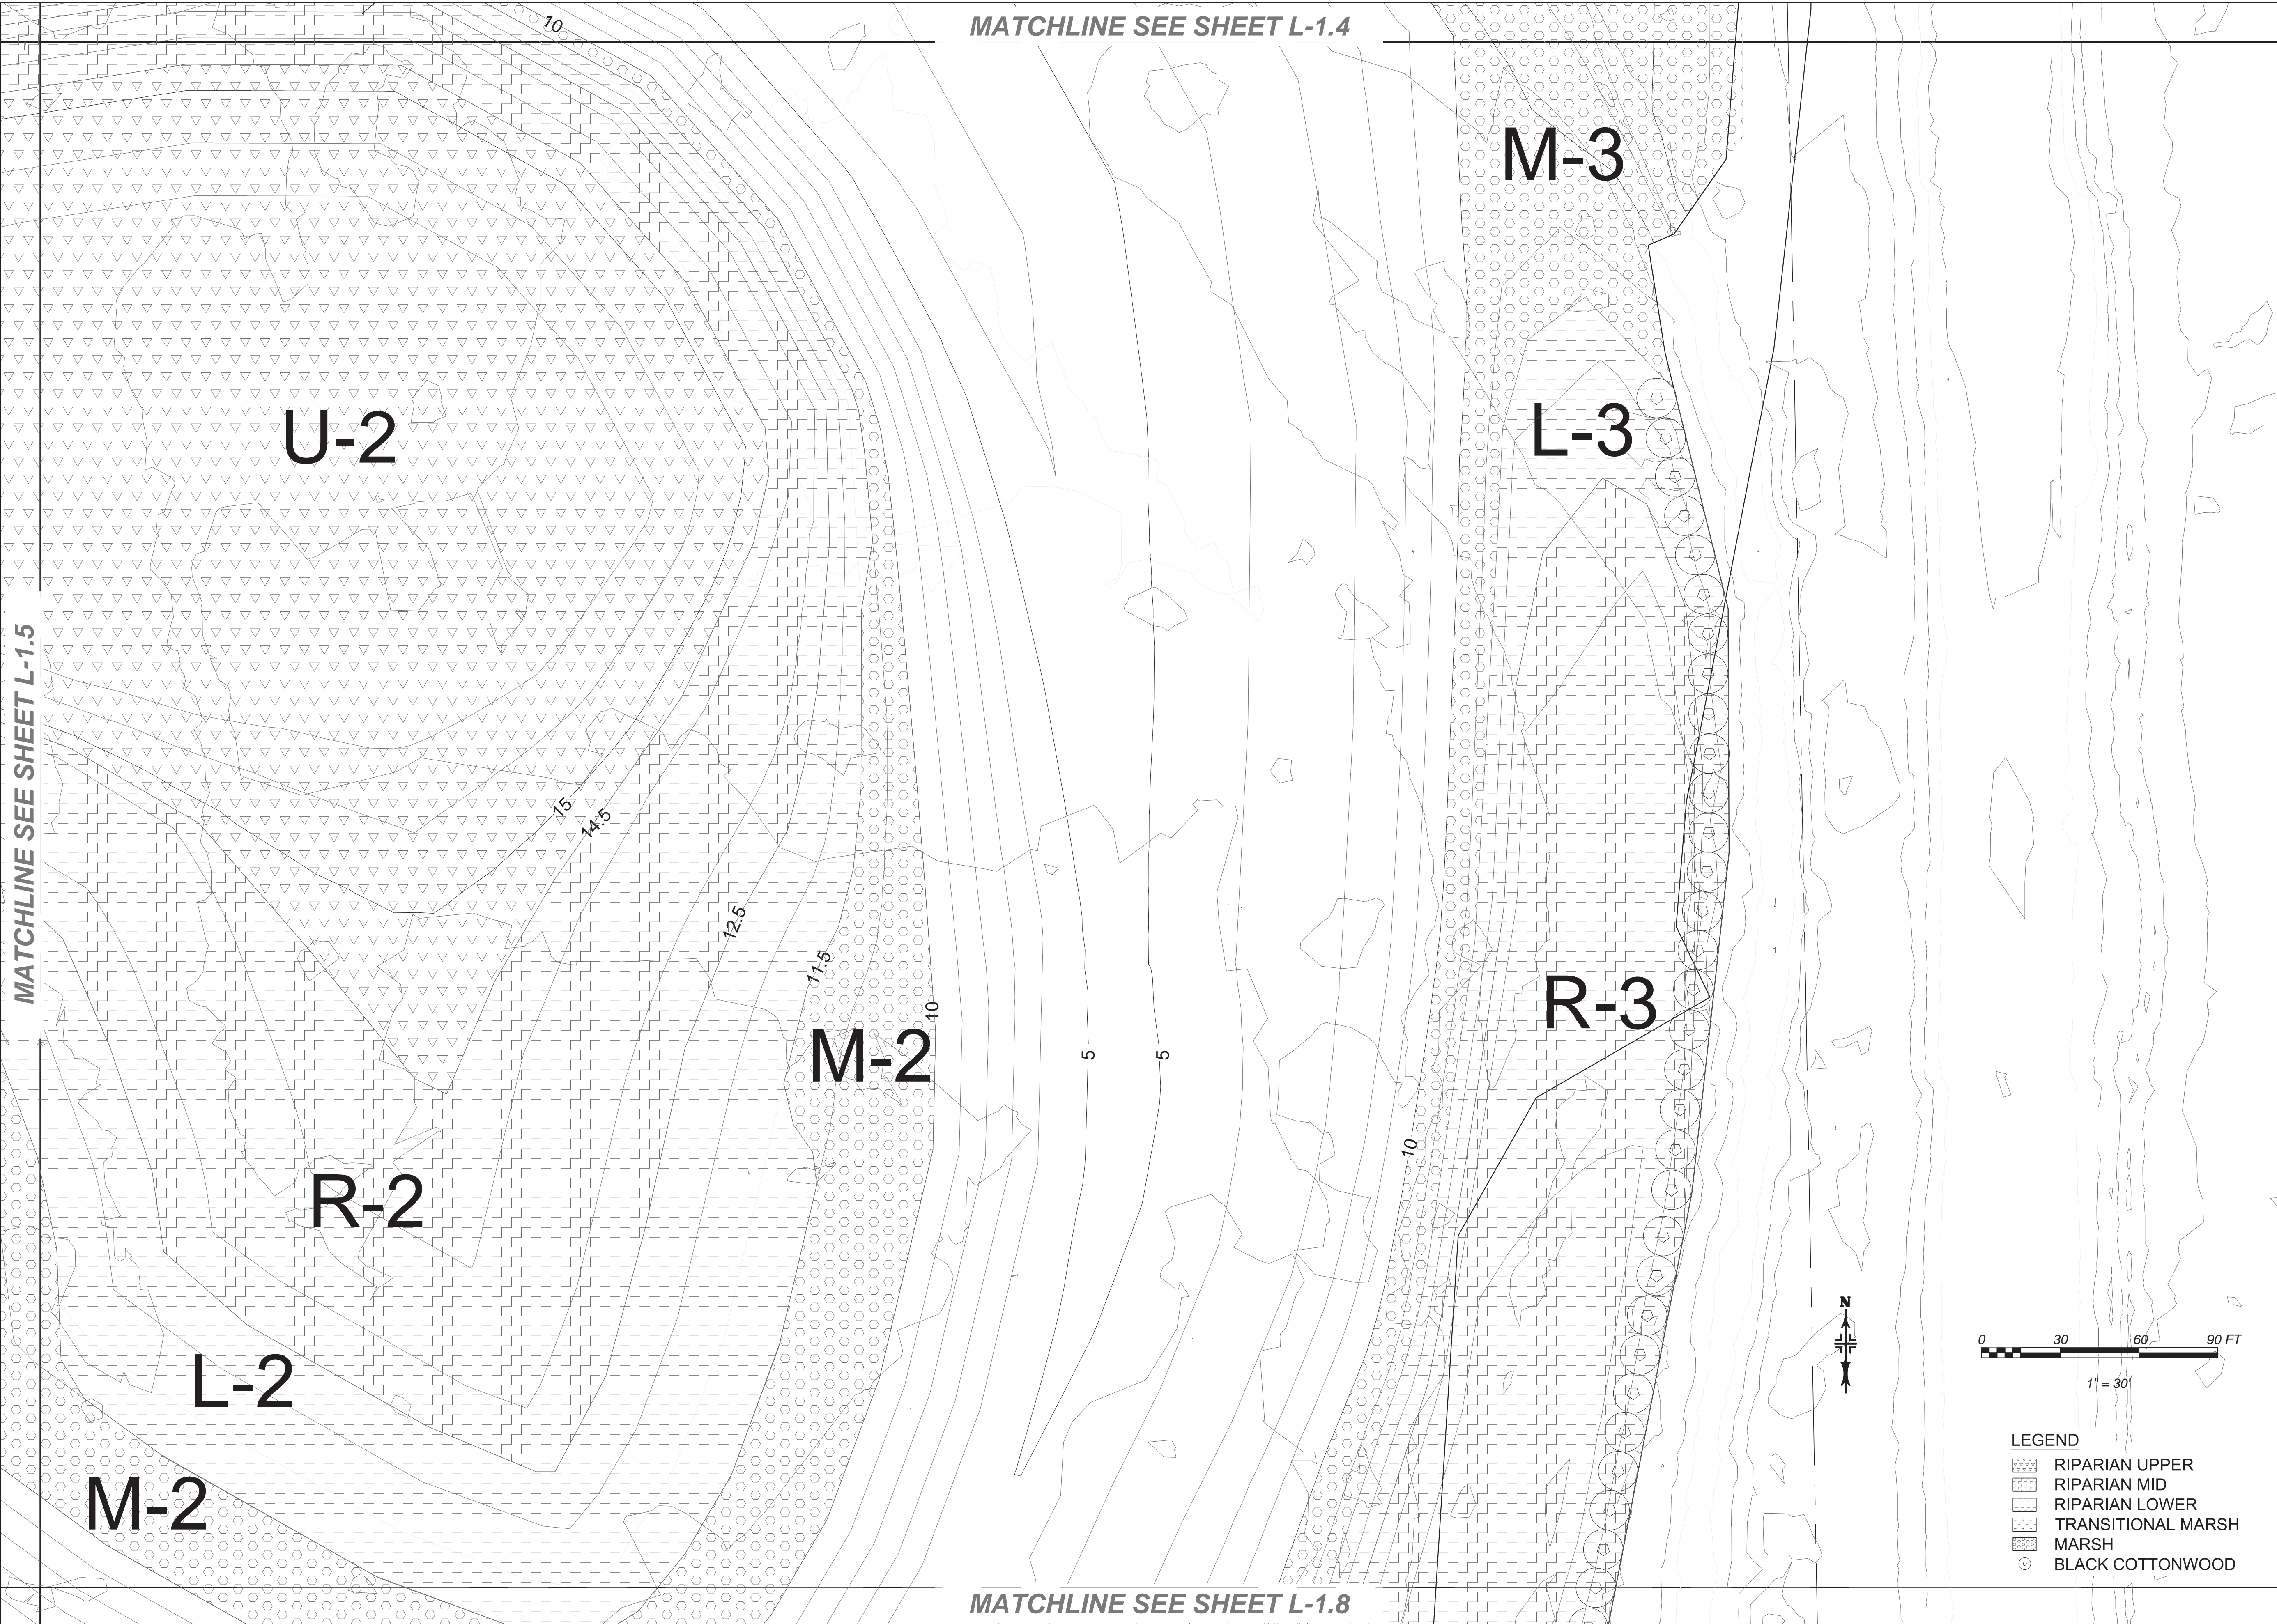 MATCHLINE SEE SHEET L-1.4
10
M-3
U-2
L-3
MATCHLINE SEE SHEET L-1.5
15
14.5
12.5
11.5
10
R-3
M-2
5
5
10
R-2
L-2
M-2
N
0 30 60 90 FT
1" = 30'
LEGEND
RIPARIAN UPPER
RIPARIAN MID
RIPARIAN LOWER
TRANSITIONAL MARSH
MARSH
BLACK COTTONWOOD
MATCHLINE SEE SHEET L-1.8